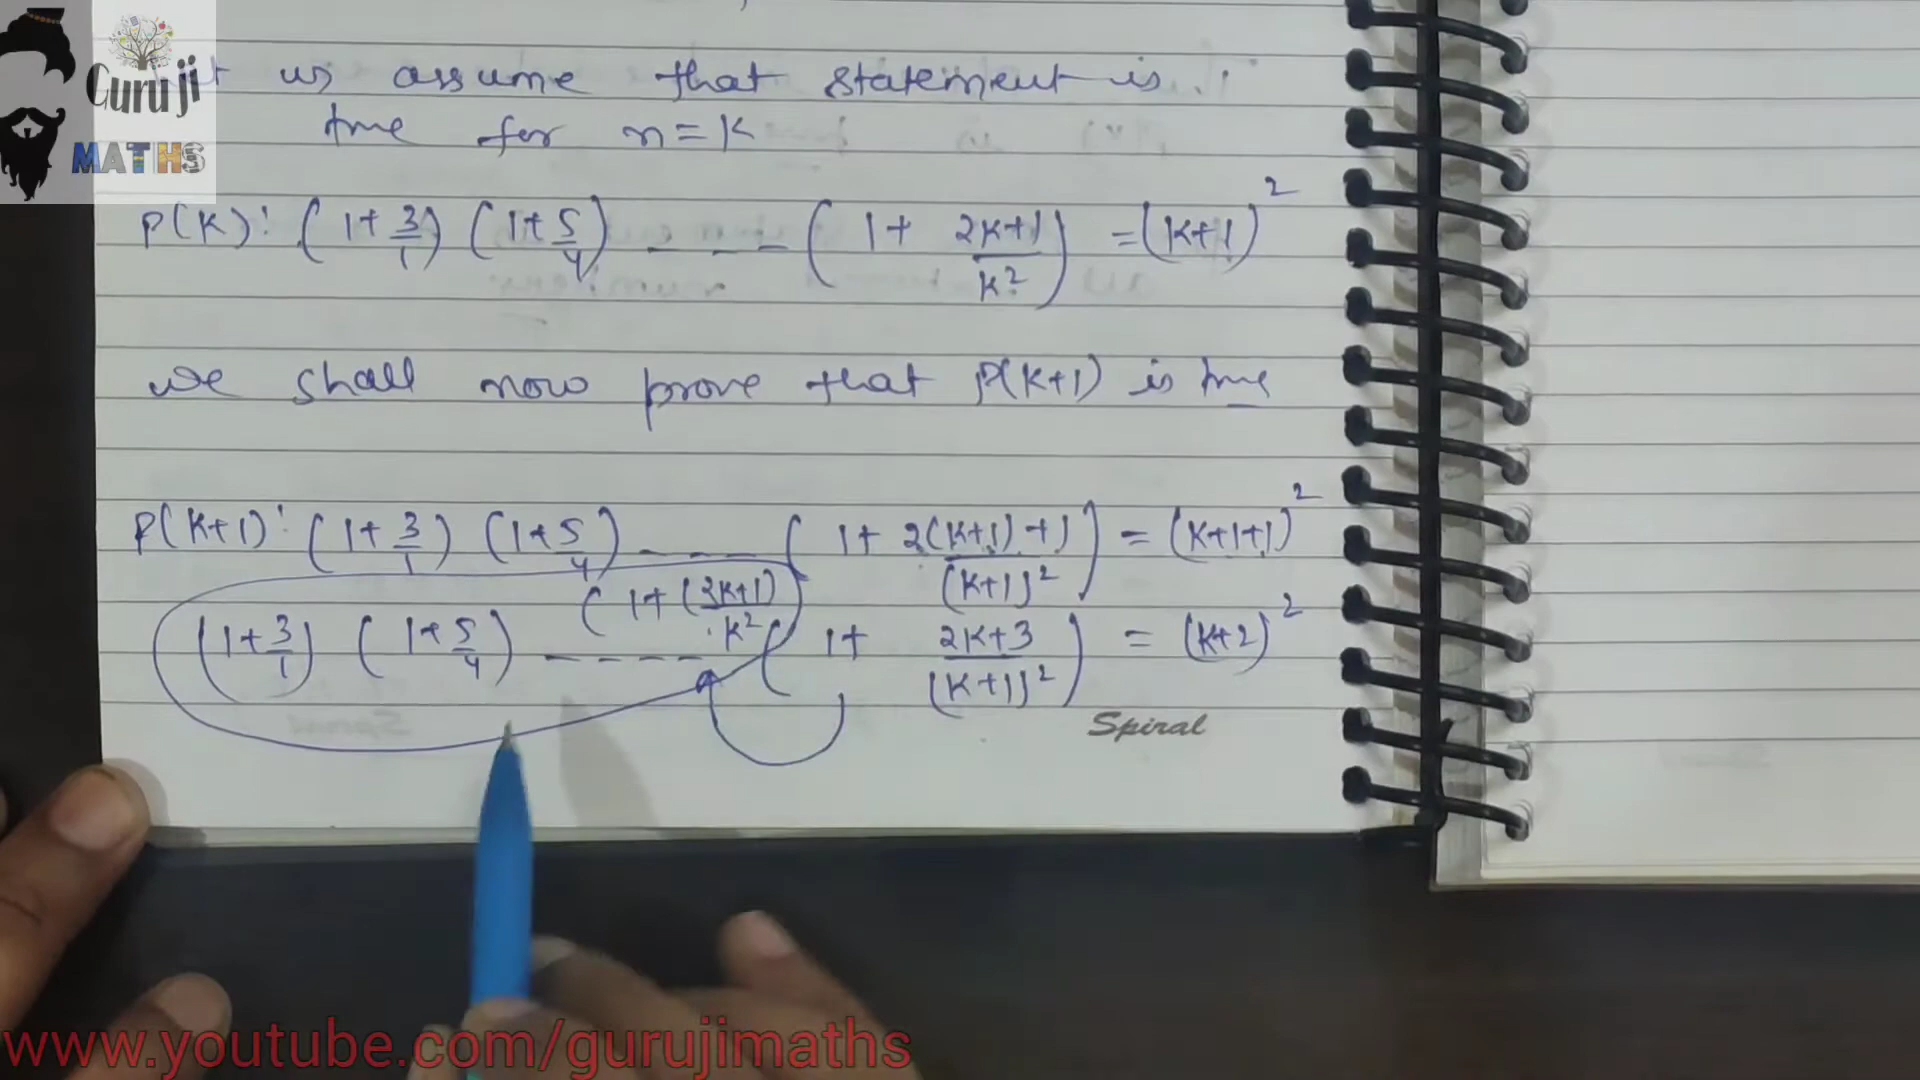 Guru ji
MATHS
us assume that statement is
true for n=k
P(k): (1+3/1) (1+5/4) - - - (1+ 2k+1/k²) = (k+1)²
we shall now prove that P(k+1) is true
P(k+1): (1+3/1) (1+5/4) - - - (1+ 2(k+1)+1/(k+1)²) = (k+1+1)²
(1+3/1) (1+5/4) - - - - (1+(2k+1)/k²) (1+ 2k+3/(k+1)²) = (k+2)²
Spiral
www.youtube.com/gurujimaths